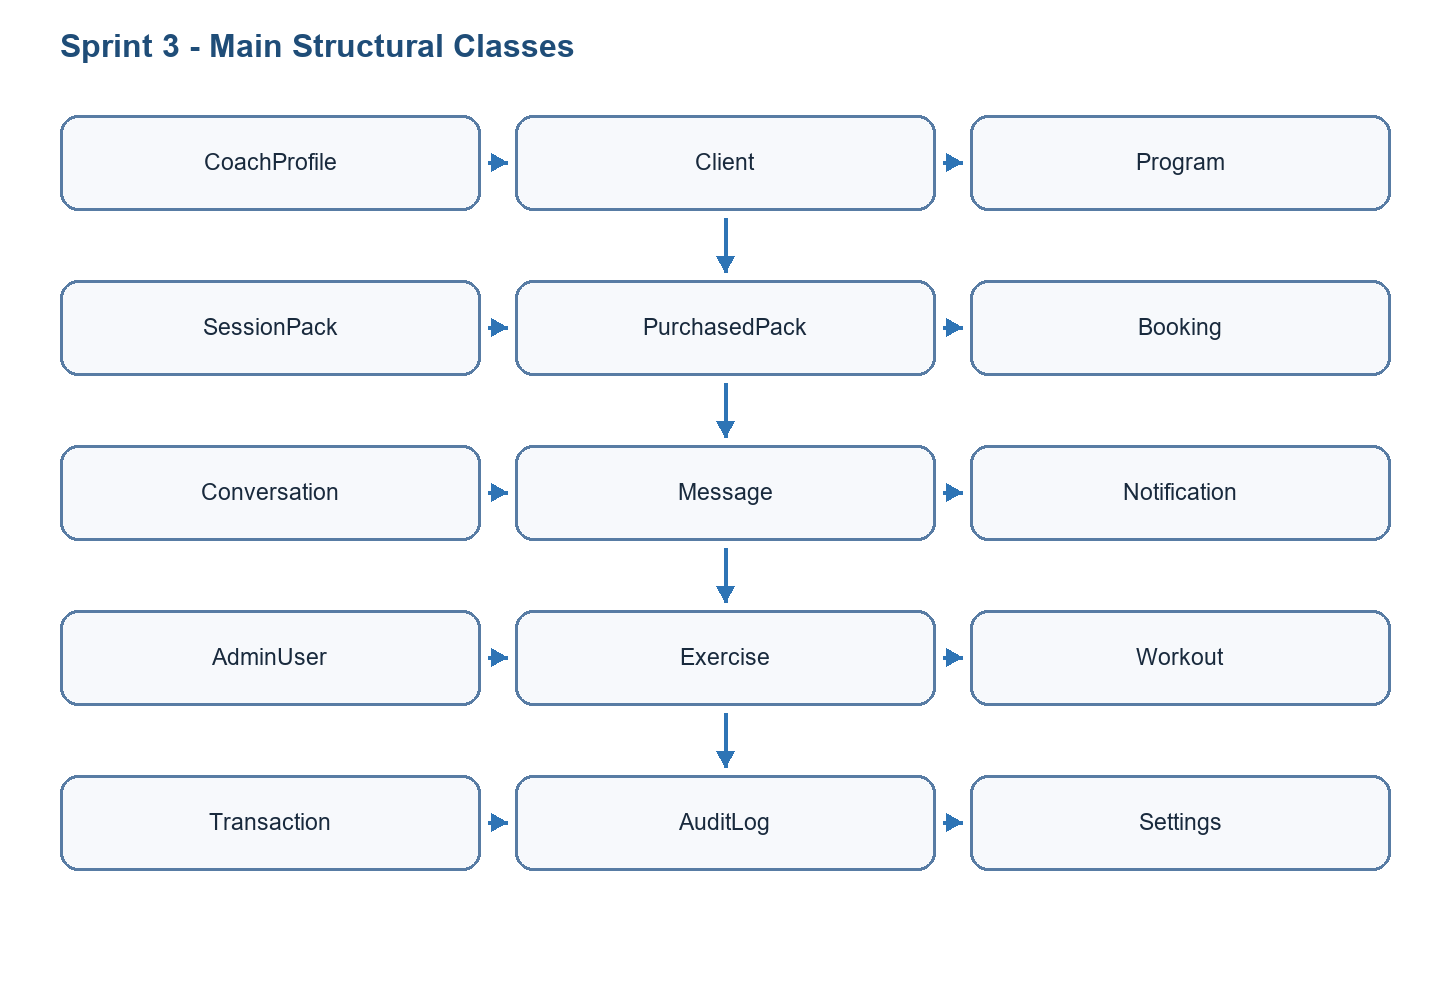 Sprint 3 - Main Structural Classes
CoachProfile
Client
Program
SessionPack
PurchasedPack
Booking
Conversation
Message
Notification
AdminUser
Exercise
Workout
Transaction
AuditLog
Settings